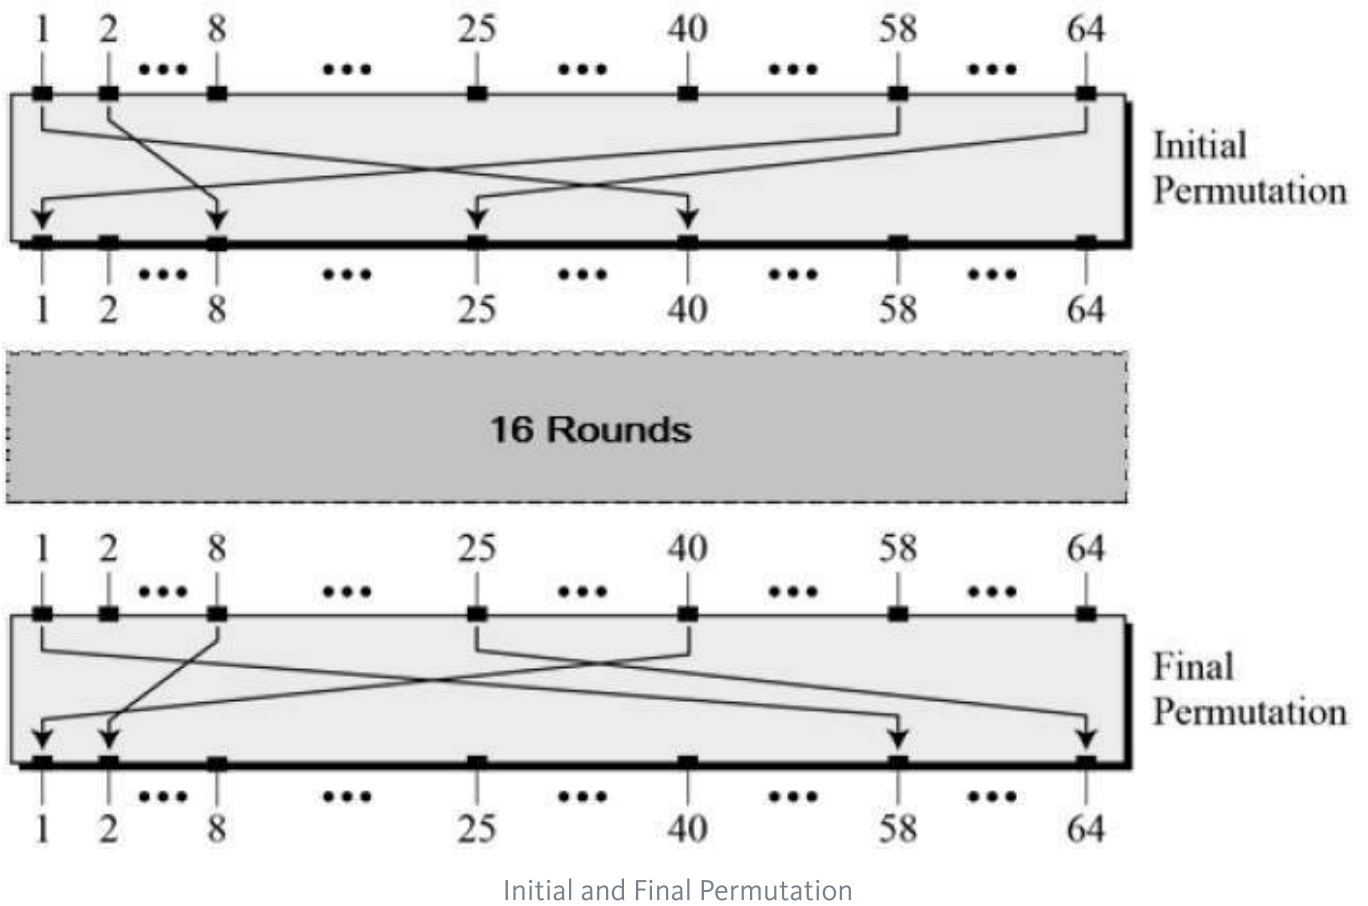 1 2 8 25 40 58 64
Initial
Permutation
1 2 8 25 40 58 64
16 Rounds
1 2 8 25 40 58 64
Final
Permutation
1 2 8 25 40 58 64
Initial and Final Permutation